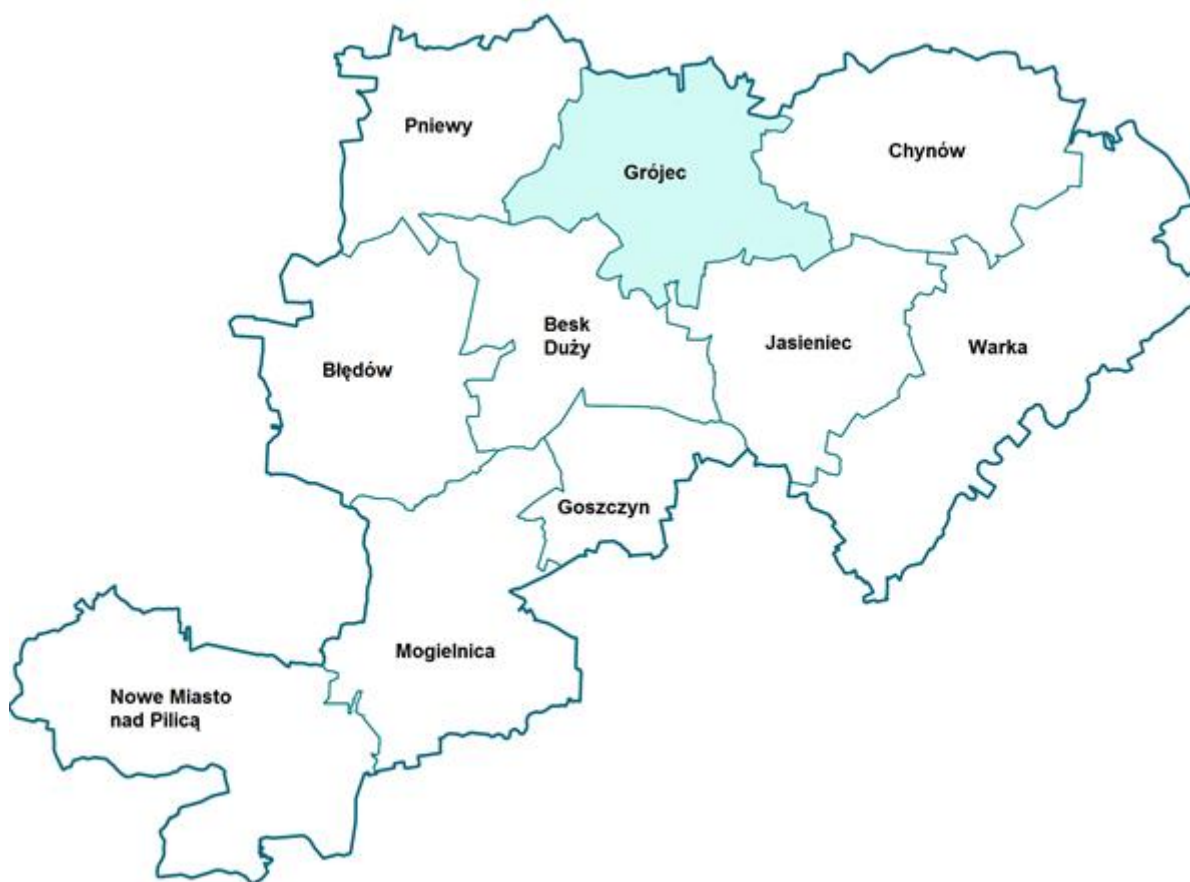 Pniewy
Grójec
Chynów
Besk
Duży
Jasieniec
Warka
Błędów
Goszczyn
Mogielnica
Nowe Miasto
nad Pilicą